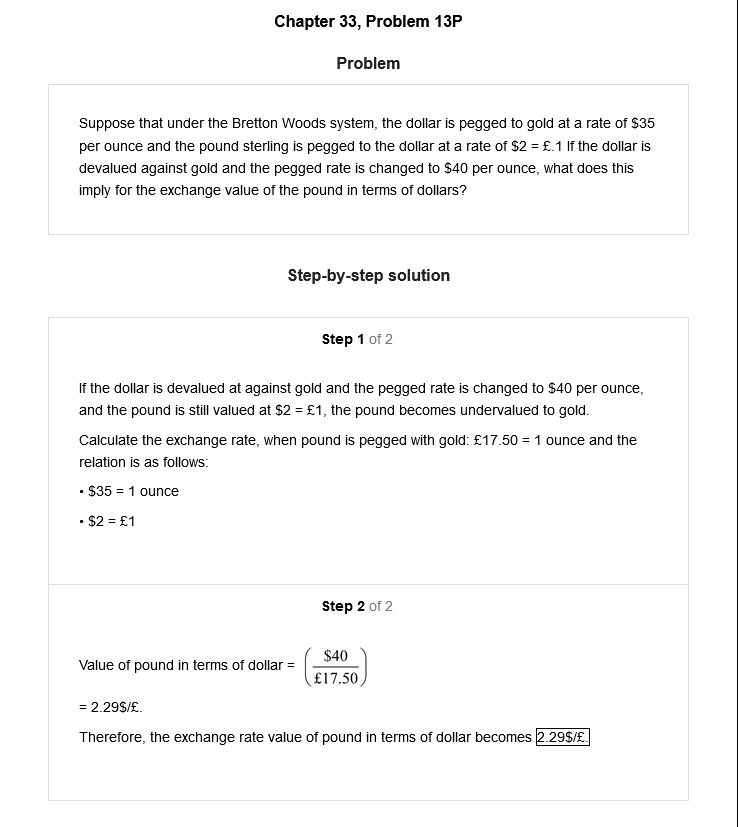 Chapter 33, Problem 13P
Problem
Suppose that under the Bretton Woods system, the dollar is pegged to gold at a rate of $35
per ounce and the pound sterling is pegged to the dollar at a rate of $2 = £.1 If the dollar is
devalued against gold and the pegged rate is changed to $40 per ounce, what does this
imply for the exchange value of the pound in terms of dollars?
Step-by-step solution
Step 1 of 2
If the dollar is devalued at against gold and the pegged rate is changed to $40 per ounce,
and the pound is still valued at $2 = £1, the pound becomes undervalued to gold.
Calculate the exchange rate, when pound is pegged with gold: £17.50 = 1 ounce and the
relation is as follows:
• $35 = 1 ounce
• $2 = £1
Step 2 of 2
Value of pound in terms of dollar = ($40 / £17.50)
= 2.29$/£.
Therefore, the exchange rate value of pound in terms of dollar becomes 2.29$/£.